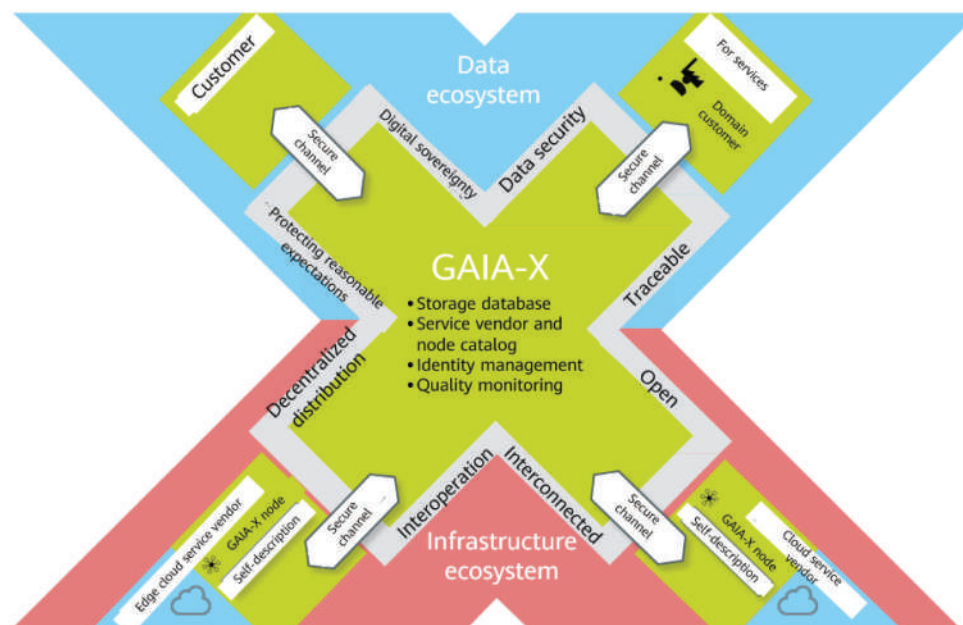 Data
ecosystem
Customer
Secure
channel
For services
Domain
customer
Secure
channel
Digital sovereignty
Data security
Protecting reasonable
expectations
Traceable
GAIA-X
• Storage database
• Service vendor and
node catalog
• Identity management
• Quality monitoring
Decentralized
distribution
Open
Interoperation
Interconnected
Infrastructure
ecosystem
Edge cloud service vendor
GAIA-X node
Self-description
Secure
channel
Secure
channel
Self-description
GAIA-X node
Cloud service
vendor